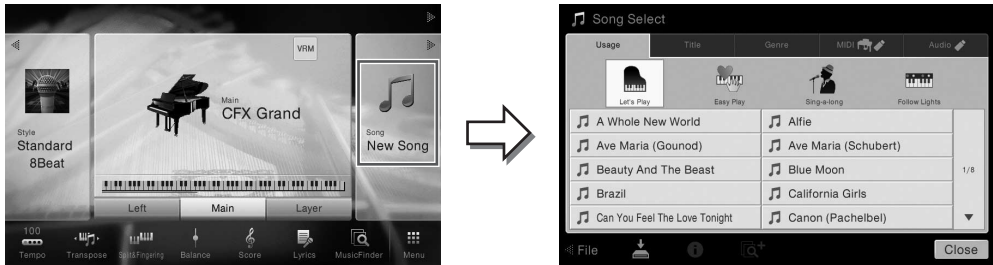 VRM
Main
CFX Grand
Style
Standard
8Beat
Song
New Song
Left
Main
Layer
100
Tempo
Transpose
Split&Fingering
Balance
Score
Lyrics
MusicFinder
Menu
Song Select
Usage
Title
Genre
MIDI
Audio
Let's Play
Easy Play
Sing-a-long
Follow Lights
A Whole New World
Alfie
Ave Maria (Gounod)
Ave Maria (Schubert)
Beauty And The Beast
Blue Moon
1/8
Brazil
California Girls
Can You Feel The Love Tonight
Canon (Pachelbel)
File
Close